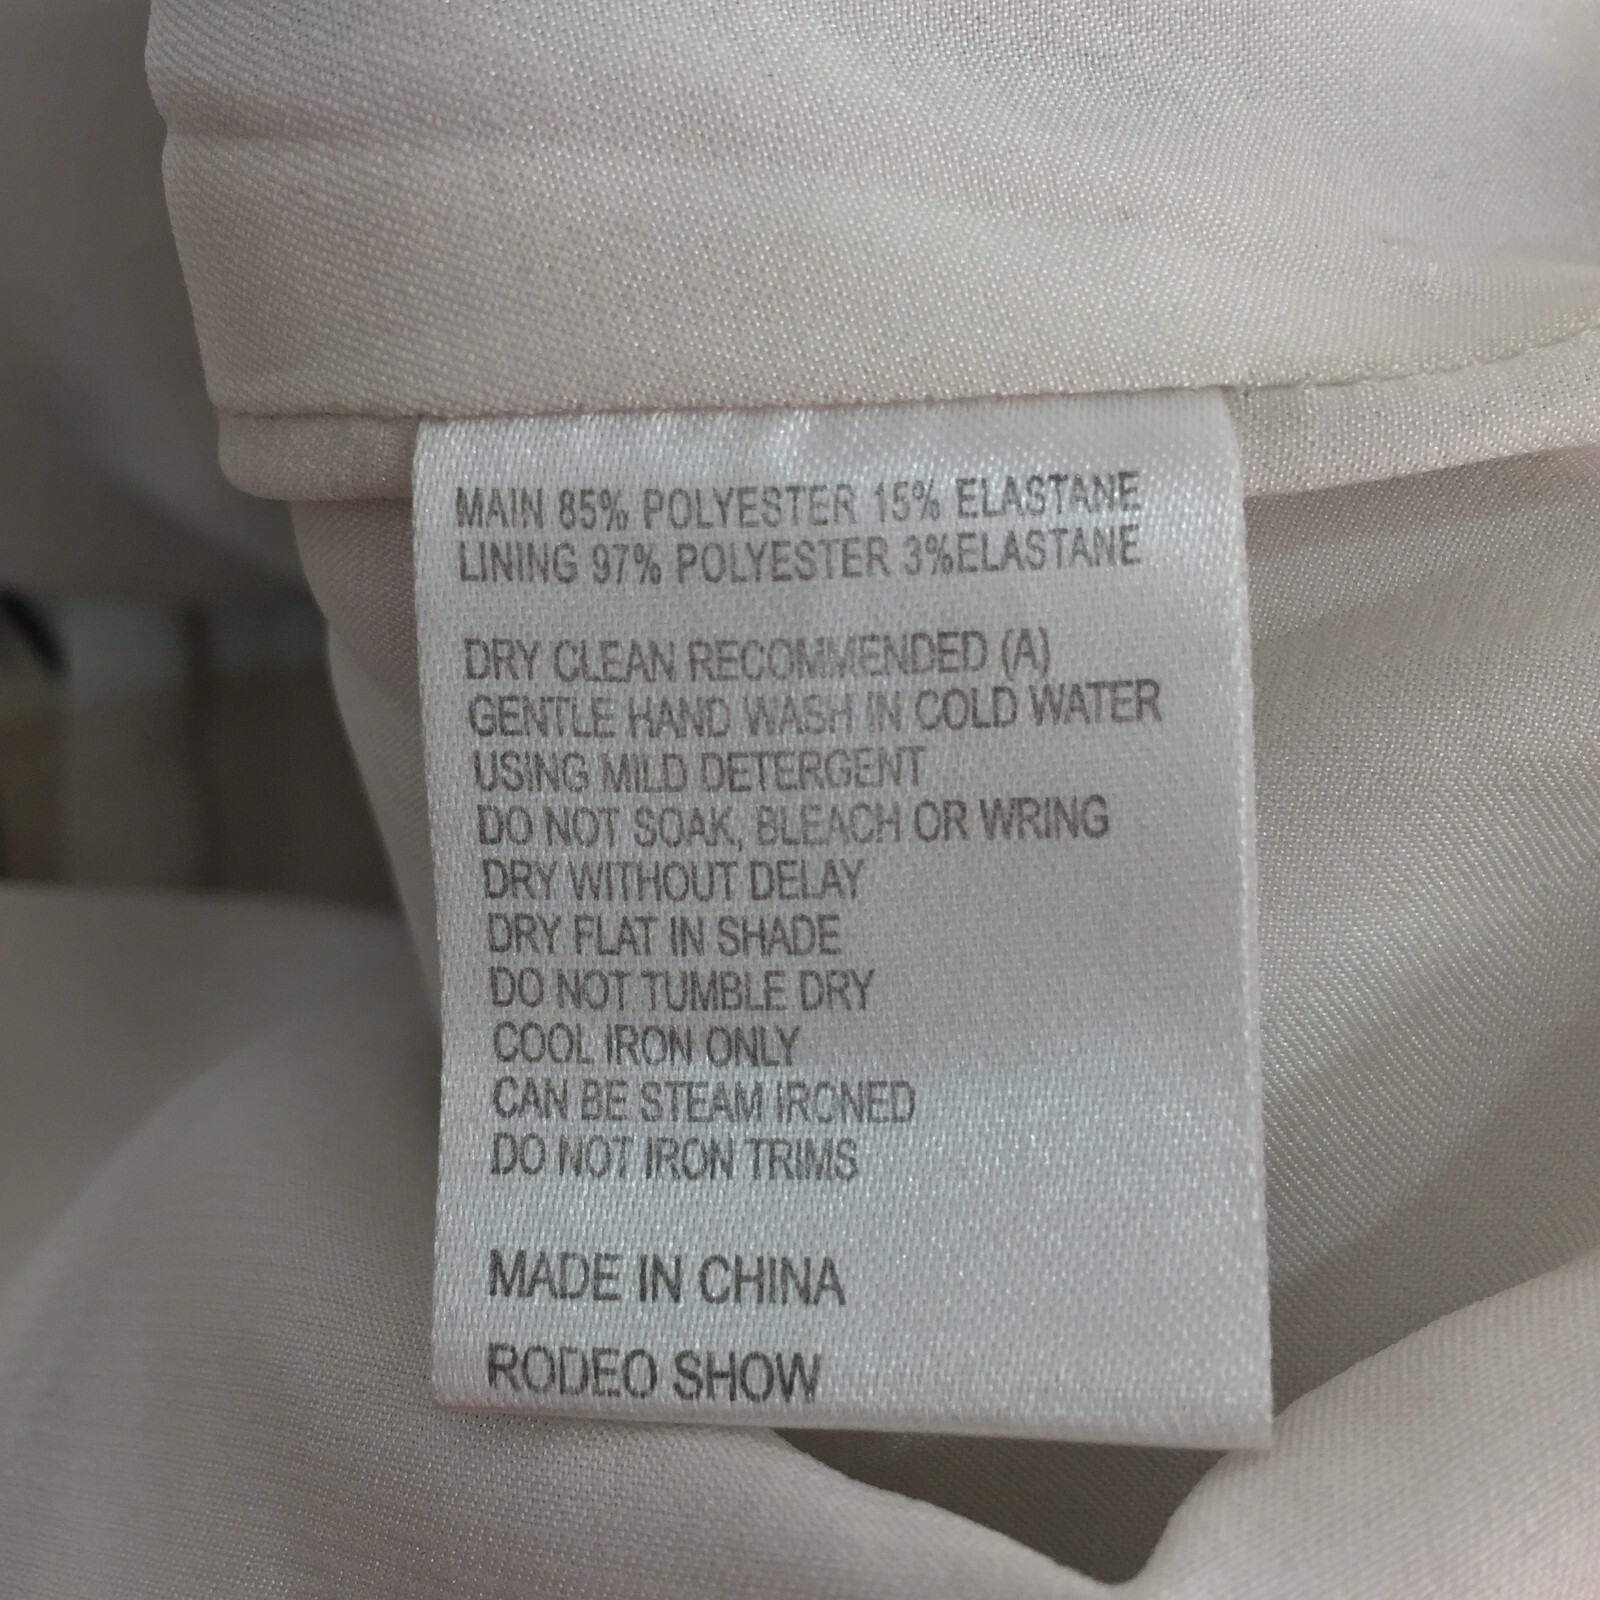 MAIN 85% POLYESTER 15% ELASTANE
LINING 97% POLYESTER 3%ELASTANE
DRY CLEAN RECOMMENDED (A)
GENTLE HAND WASH IN COLD WATER
USING MILD DETERGENT
DO NOT SOAK, BLEACH OR WRING
DRY WITHOUT DELAY
DRY FLAT IN SHADE
DO NOT TUMBLE DRY
COOL IRON ONLY
CAN BE STEAM IRONED
DO NOT IRON TRIMS
MADE IN CHINA
RODEO SHOW